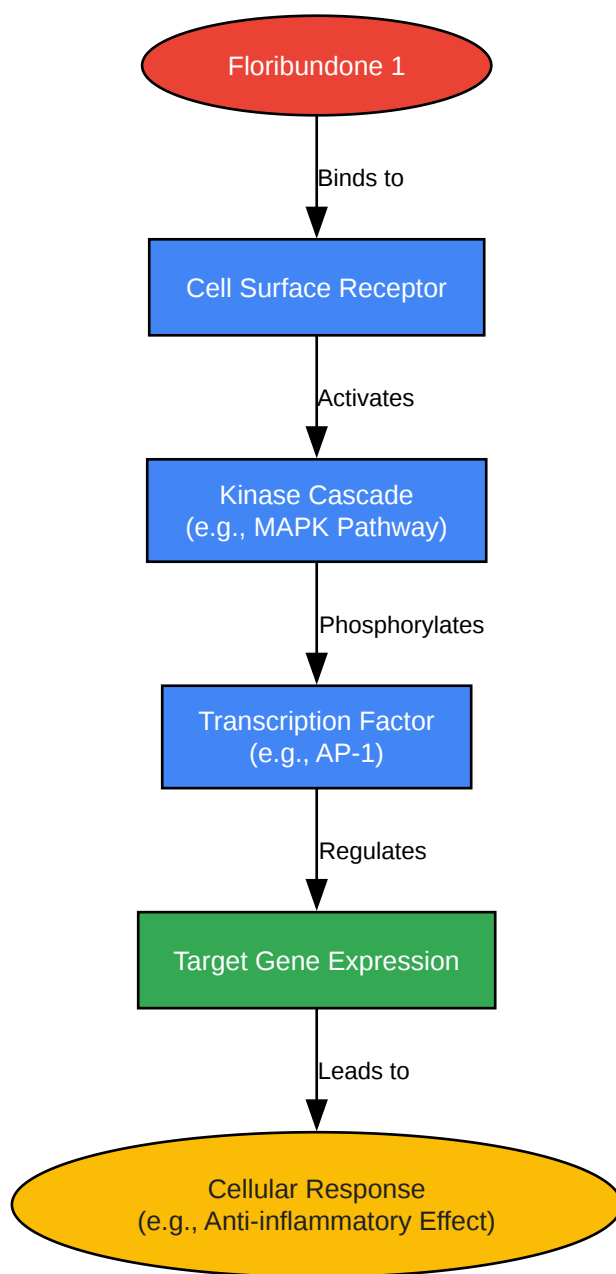 Floribundone 1
Binds to
Cell Surface Receptor
Activates
Kinase Cascade
(e.g., MAPK Pathway)
Phosphorylates
Transcription Factor
(e.g., AP-1)
Regulates
Target Gene Expression
Leads to
Cellular Response
(e.g., Anti-inflammatory Effect)